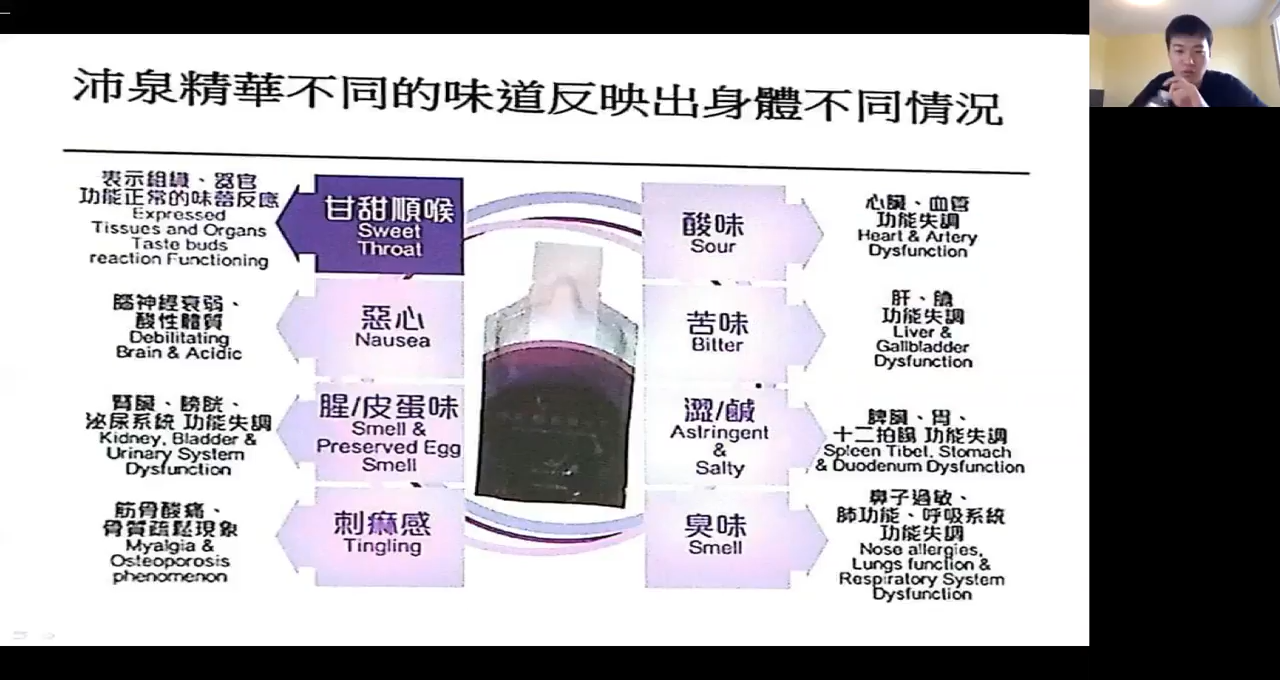 沛泉精華不同的味道反映出身體不同情況
表示組織、器官
功能正常的味蕾反應
Expressed
Tissues and Organs
Taste buds
reaction Functioning
甘甜順喉
Sweet
Throat
酸味
Sour
心臟、血管
功能失調
Heart & Artery
Dysfunction
腦神經衰弱、
酸性體質
Debilitating
Brain & Acidic
惡心
Nausea
苦味
Bitter
肝、膽
功能失調
Liver &
Gallbladder
Dysfunction
腎臟、膀胱、
泌尿系統 功能失調
Kidney, Bladder &
Urinary System
Dysfunction
腥/皮蛋味
Smell &
Preserved Egg
Smell
澀/鹹
Astringent
&
Salty
脾臟、胃、
十二指腸 功能失調
Spleen Tibet, Stomach
& Duodenum Dysfunction
筋骨酸痛、
骨質疏鬆現象
Myalgia &
Osteoporosis
phenomenon
刺麻感
Tingling
臭味
Smell
鼻子過敏、
肺功能、呼吸系統
功能失調
Nose allergies,
Lungs function &
Respiratory System
Dysfunction